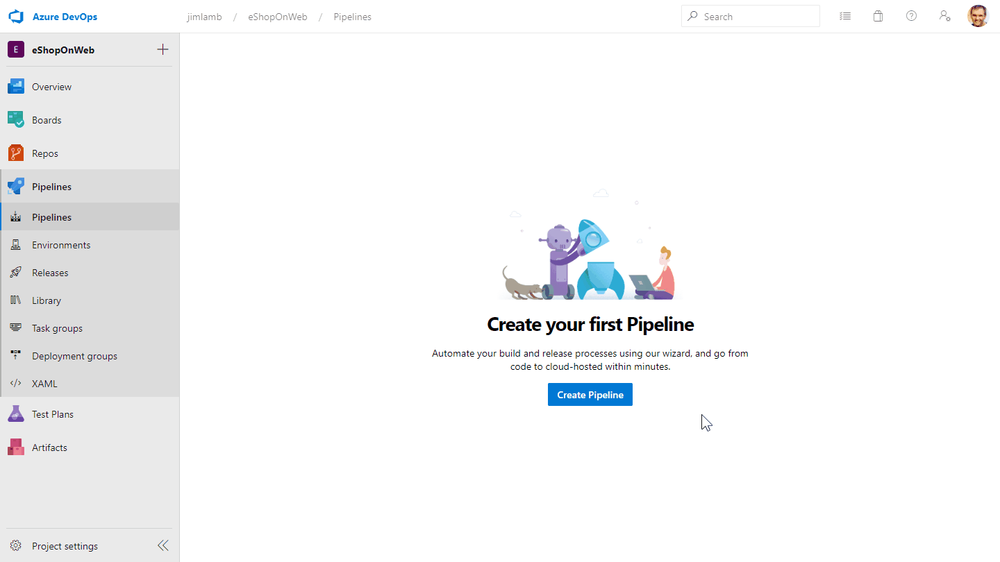 Azure DevOps
jimlamb / eShopOnWeb / Pipelines
Search
E eShopOnWeb
Overview
Boards
Repos
Pipelines
Pipelines
Environments
Releases
Library
Task groups
Deployment groups
XAML
Test Plans
Artifacts
Project settings
Create your first Pipeline
Automate your build and release processes using our wizard, and go from
code to cloud-hosted within minutes.
Create Pipeline